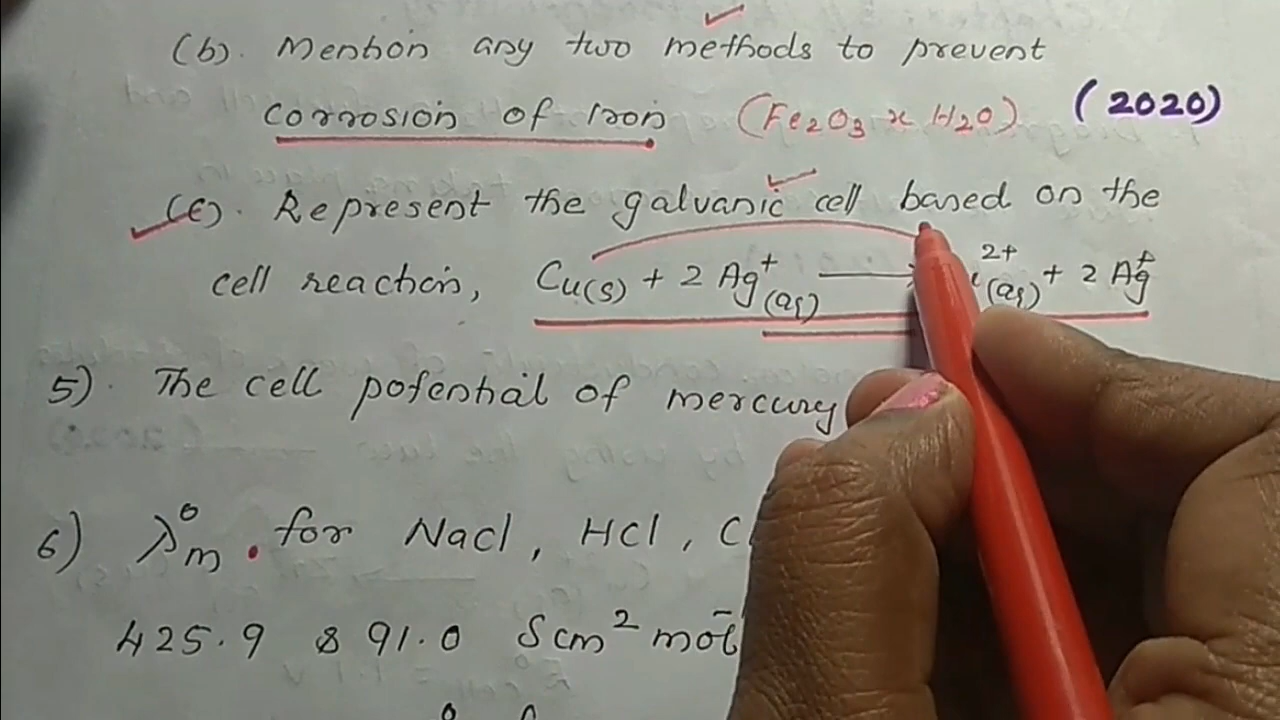 (b). Mention any two methods to prevent
corrosion of Iron (Fe2O3 x H2O) (2020)
(c). Represent the galvanic cell based on the
cell reaction, Cu(s) + 2 Ag⁺(aq) ⟶ ²⁺(aq) + 2 Ag⁺
5). The cell potential of mercury
6) λ°m . for Nacl, HCl, C
425.9 & 91.0 Scm² mol⁻